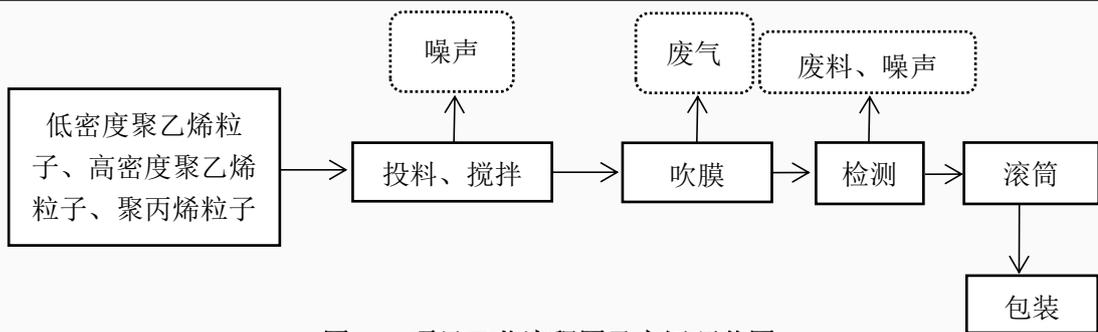 噪声
废气
废料、噪声
低密度聚乙烯粒
子、高密度聚乙烯
粒子、聚丙烯粒子
投料、搅拌
吹膜
检测
滚筒
包装